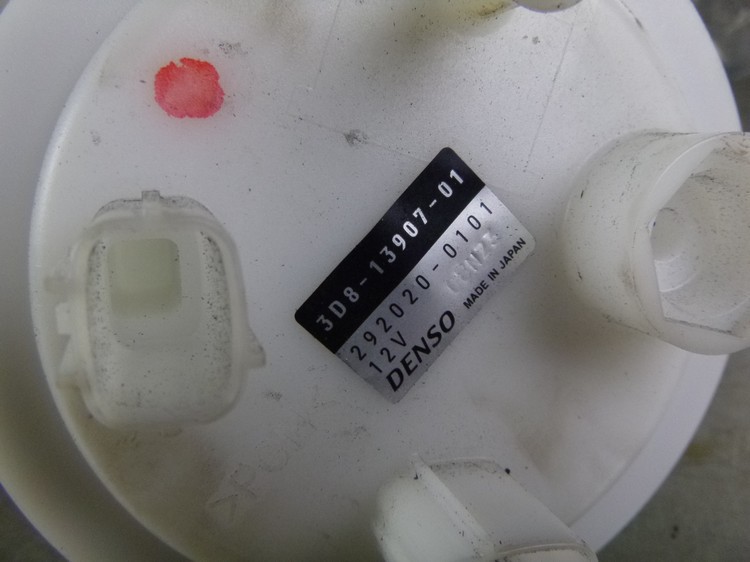 3D8-13907-01
292020-0101
12V
DENSO MADE IN JAPAN